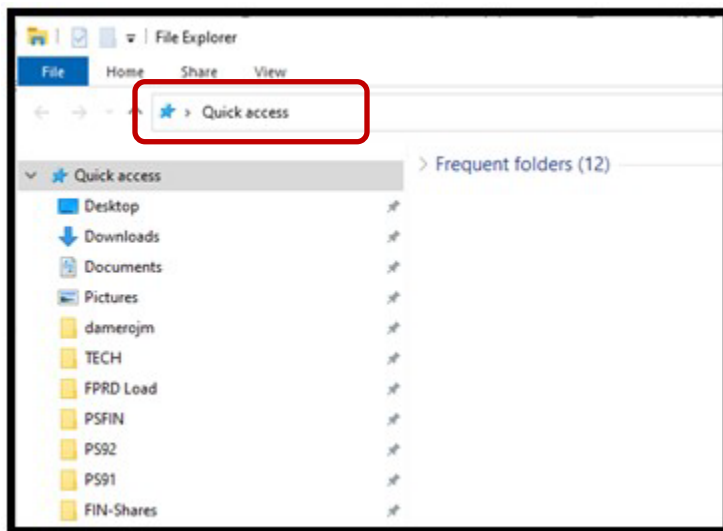 File Explorer
File Home Share View
Quick access
Quick access
Frequent folders (12)
Desktop
Downloads
Documents
Pictures
damerojm
TECH
FPRD Load
PSFIN
PS92
PS91
FIN-Shares